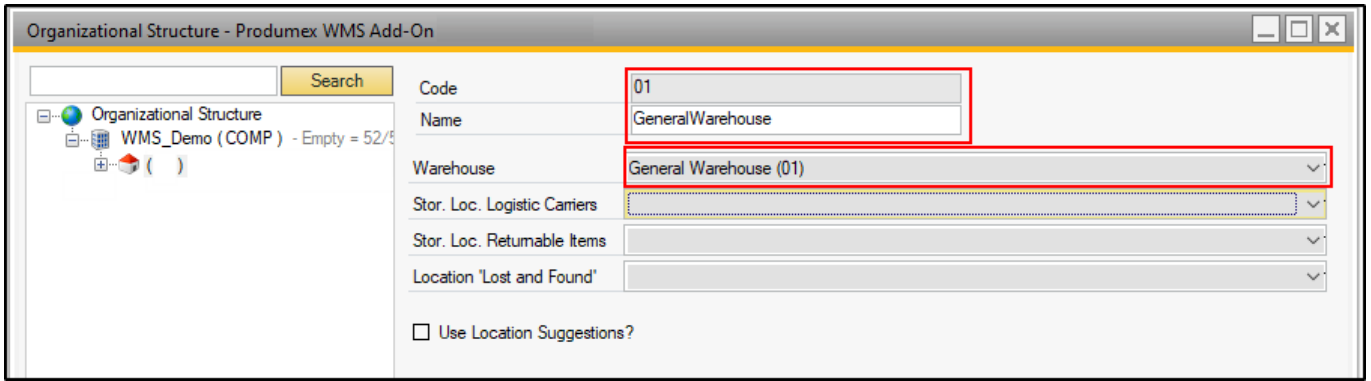 Organizational Structure - Produmex WMS Add-On
Search
Organizational Structure
WMS_Demo ( COMP ) - Empty = 52/5
( )
Code 01
Name GeneralWarehouse
Warehouse General Warehouse (01)
Stor. Loc. Logistic Carriers
Stor. Loc. Returnable Items
Location 'Lost and Found'
Use Location Suggestions?